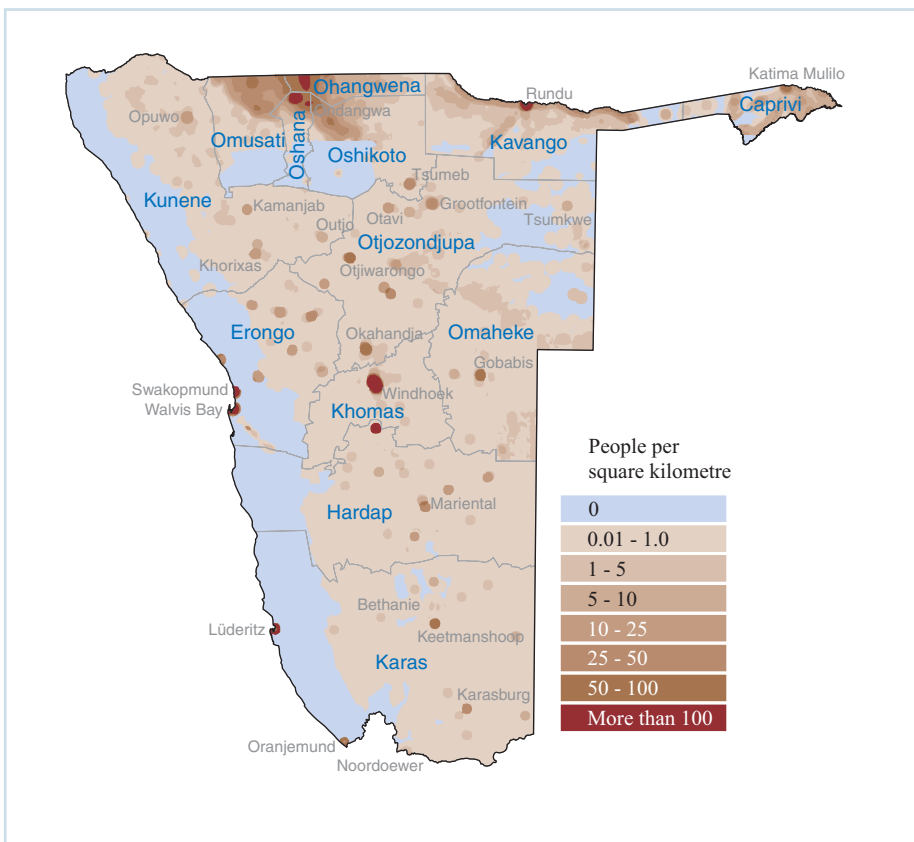 Katima Mulilo
Ohangwena
Caprivi
Rundu
Opuwo
Ondangwa
Omusati
Oshana
Oshikoto
Kavango
Tsumeb
Kunene
Kamanjab
Otavi
Grootfontein
Tsumkwe
Outjo
Otjozondjupa
Khorixas
Otjiwarongo
Erongo
Okahandja
Omaheke
Gobabis
Swakopmund
Windhoek
Walvis Bay
Khomas
Hardap
Mariental
Bethanie
Lüderitz
Keetmanshoop
Karas
Karasburg
Oranjemund
Noordoewer
People per
square kilometre
0
0.01 - 1.0
1 - 5
5 - 10
10 - 25
25 - 50
50 - 100
More than 100